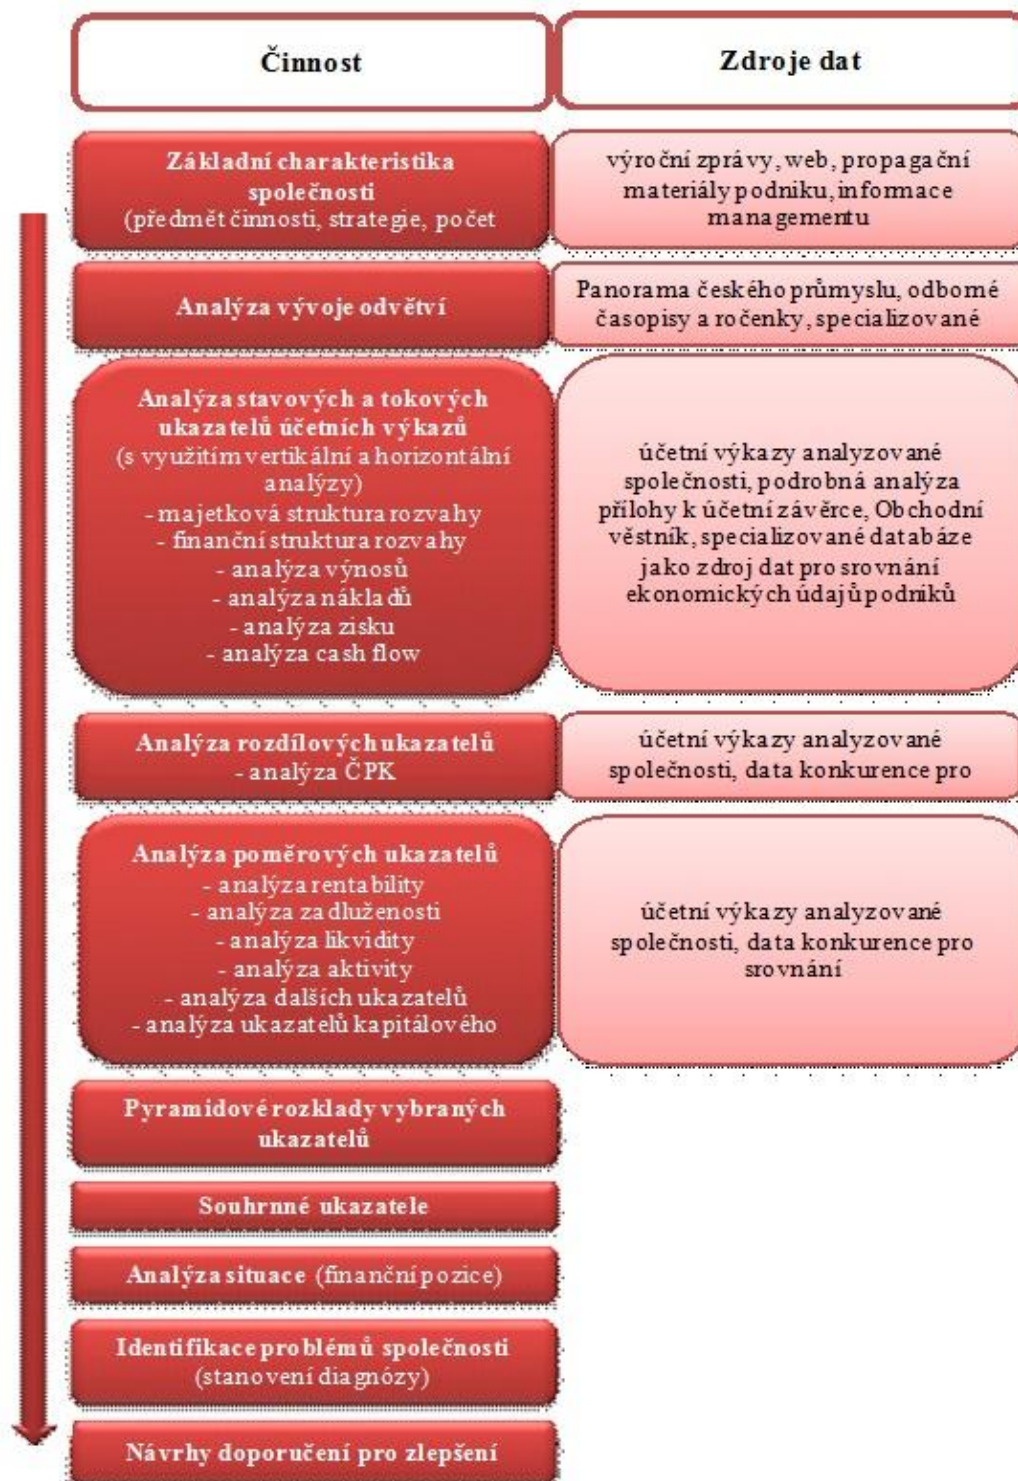 Činnost
Zdroje dat
Základní charakteristika
společnosti
(předmět činnosti, strategie, počet
výroční zprávy, web, propagační
materiály podniku, informace
managementu
Analýza vývoje odvětví
Panorama českého průmyslu, odborné
časopisy a ročenky, specializované
Analýza stavových a tokových
ukazatelů účetních výkazů
(s využitím vertikální a horizontální
analýzy)
- majetková struktura rozvahy
- finanční struktura rozvahy
- analýza výnosů
- analýza nákladů
- analýza zisku
- analýza cash flow
účetní výkazy analyzované
společnosti, podrobná analýza
přílohy k účetní závěrce, Obchodní
věstník, specializované databáze
jako zdroj dat pro srovnání
ekonomických údajů podniků
Analýza rozdílových ukazatelů
- analýza ČPK
účetní výkazy analyzované
společnosti, data konkurence pro
Analýza poměrových ukazatelů
- analýza rentability
- analýza zadluženosti
- analýza likvidity
- analýza aktivity
- analýza dalších ukazatelů
- analýza ukazatelů kapitálového
účetní výkazy analyzované
společnosti, data konkurence pro
srovnání
Pyramidové rozklady vybraných
ukazatelů
Souhrnné ukazatele
Analýza situace (finanční pozice)
Identifikace problémů společnosti
(stanovení diagnózy)
Návrhy doporučení pro zlepšení